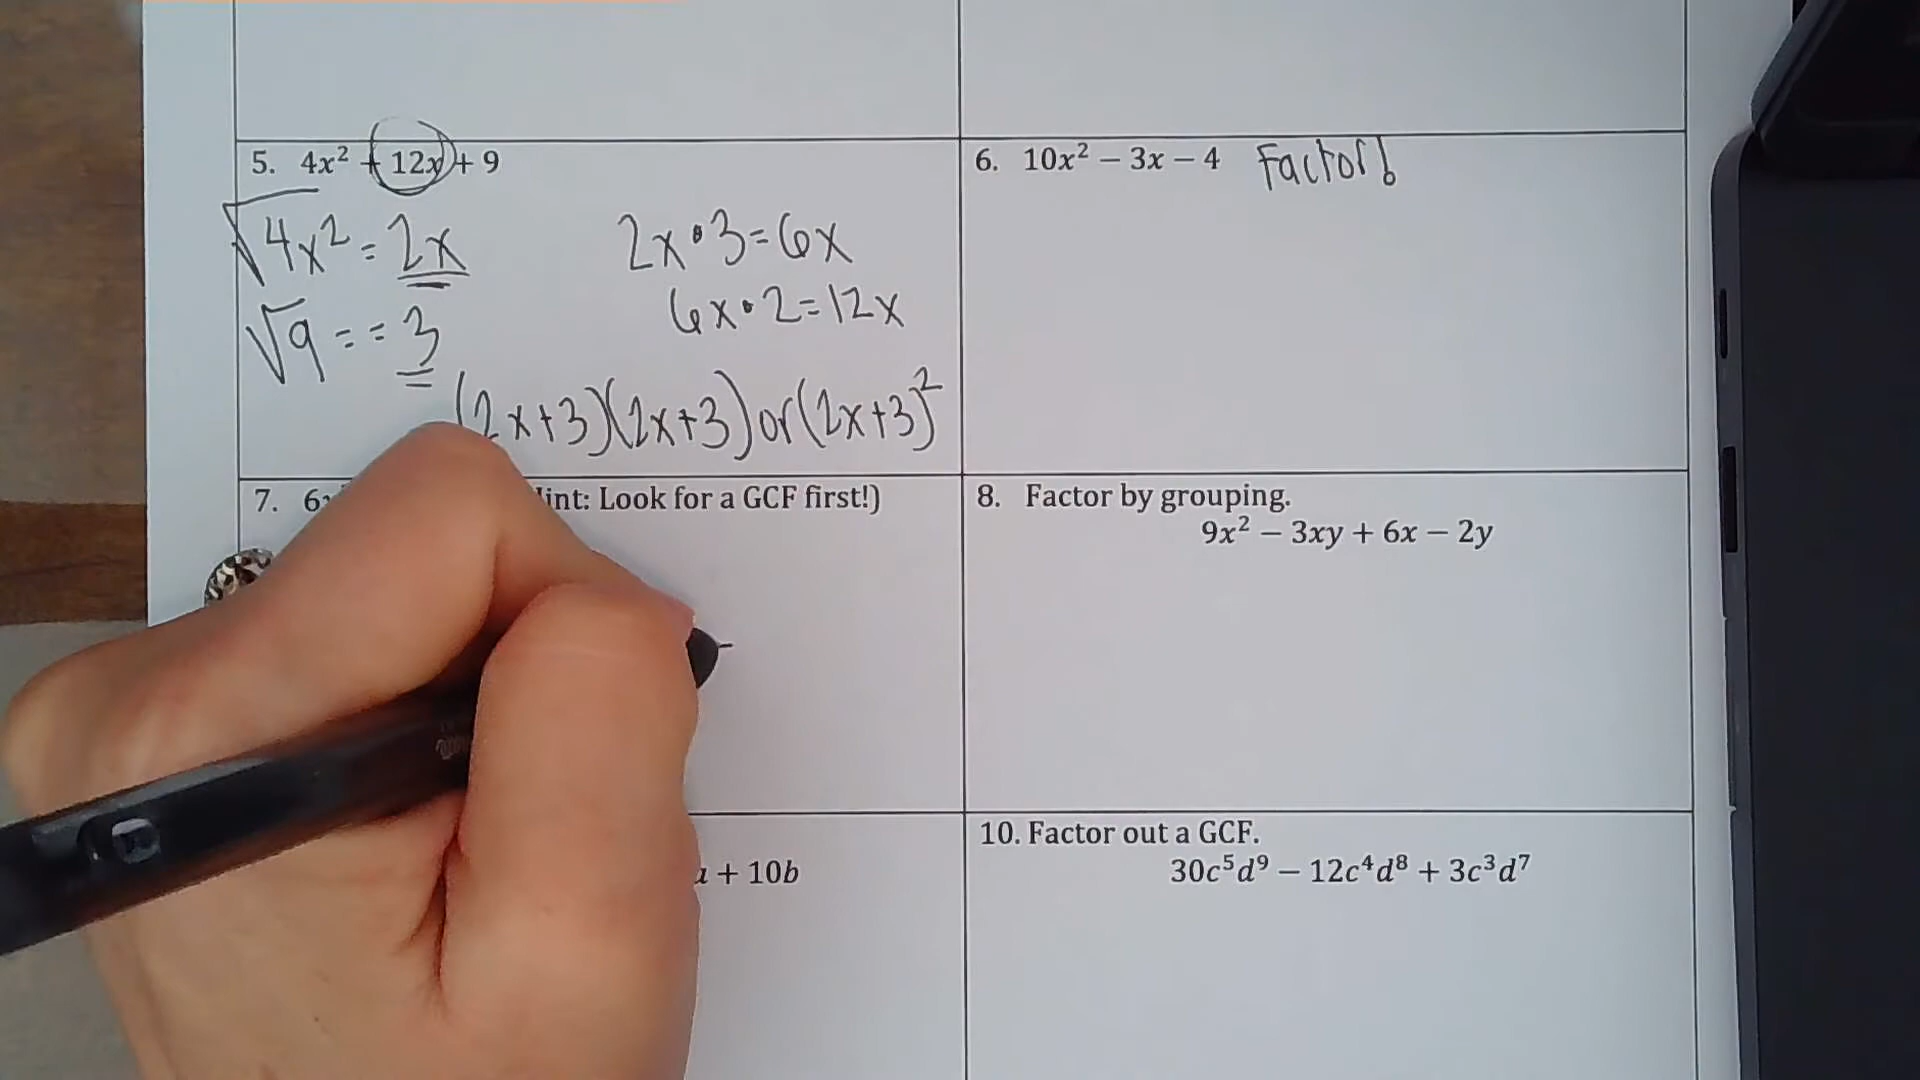 5. 4x² + 12x + 9
√4x² = 2x
√9 = = 3
2x • 3 = 6x
6x • 2 = 12x
(2x+3)(2x+3) or (2x+3)²
6. 10x² − 3x − 4 Factor!
7. Look for a GCF first!)
8. Factor by grouping.
9x² − 3xy + 6x − 2y
+ 10b
10. Factor out a GCF.
30c⁵d⁹ − 12c⁴d⁸ + 3c³d⁷